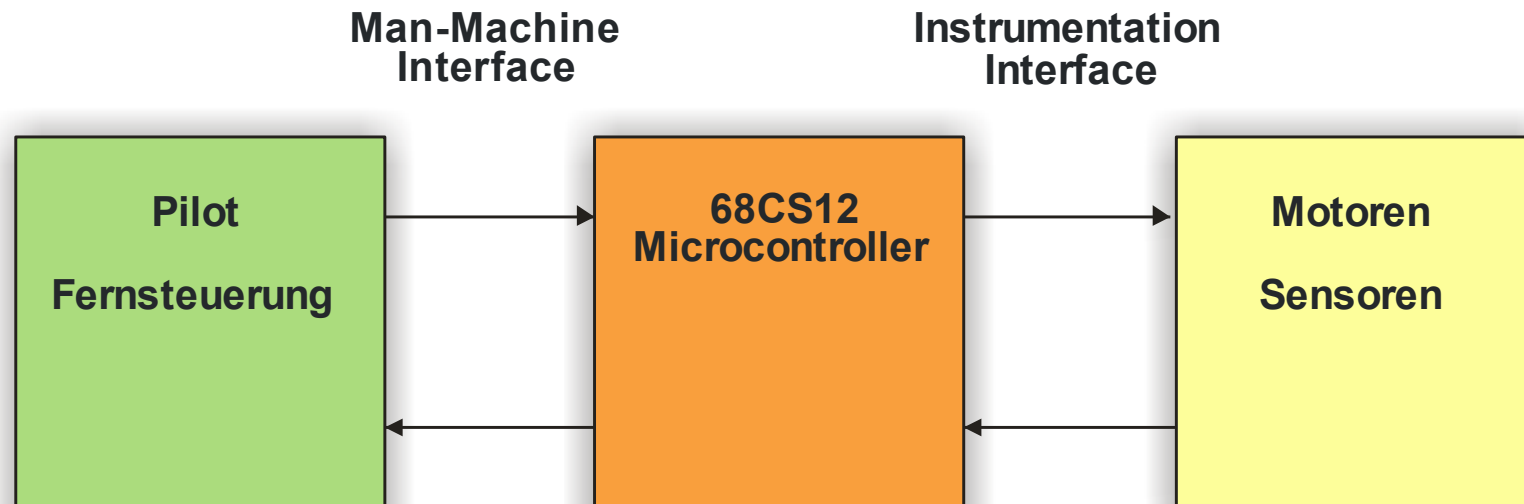 Man-Machine
Interface
Instrumentation
Interface
Pilot
Fernsteuerung
68CS12
Microcontroller
Motoren
Sensoren